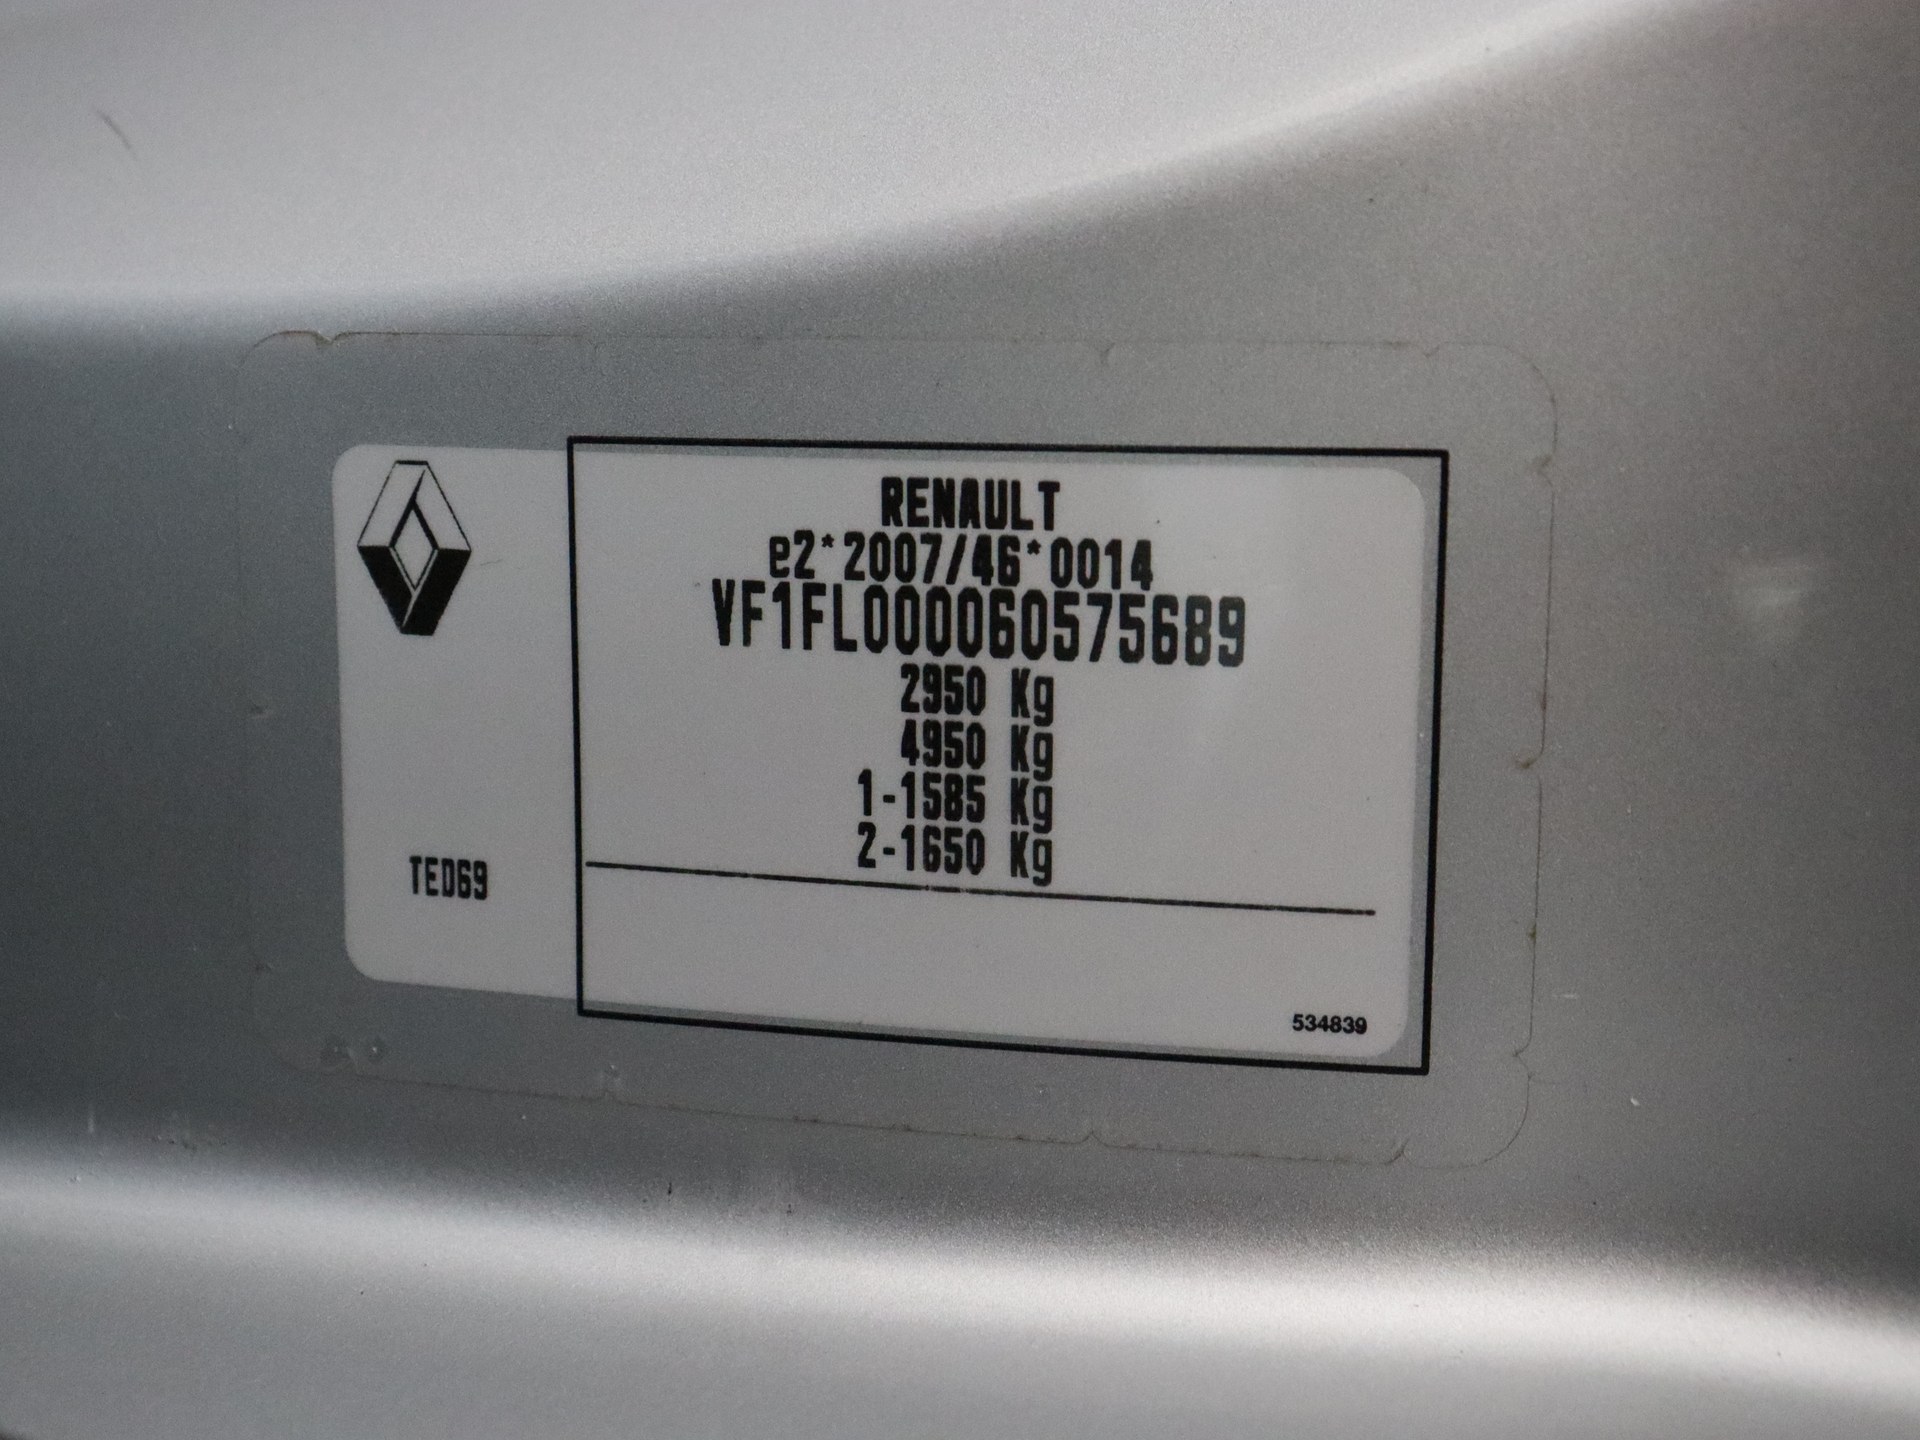 RENAULT
e2*2007/46*0014
VF1FL000060575689
2950 Kg
4950 Kg
1-1585 Kg
2-1650 Kg
TED69
534839